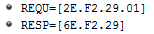 • REQU=[2E.F2.29.01]
• RESP=[6E.F2.29]